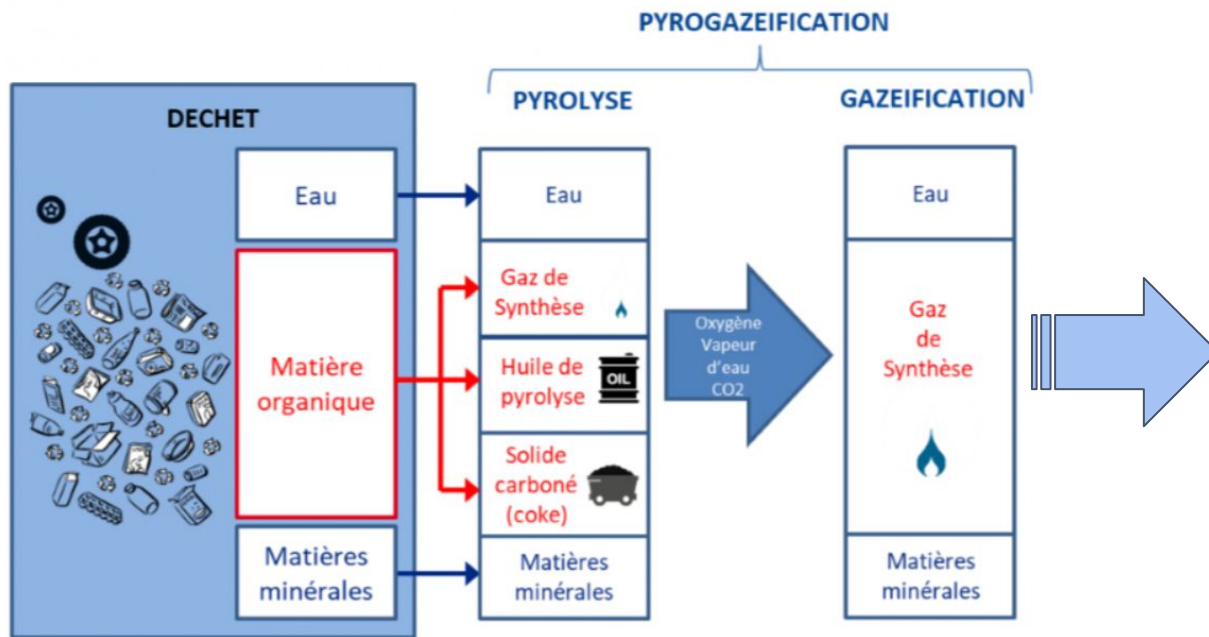 PYROGAZEIFICATION
PYROLYSE
GAZEIFICATION
DECHET
Eau
Matière
organique
Matières
minérales
Eau
Gaz de
Synthèse
Huile de
pyrolyse
OIL
Solide
carboné
(coke)
Matières
minérales
Oxygène
Vapeur
d'eau
CO2
Eau
Gaz
de
Synthèse
Matières
minérales